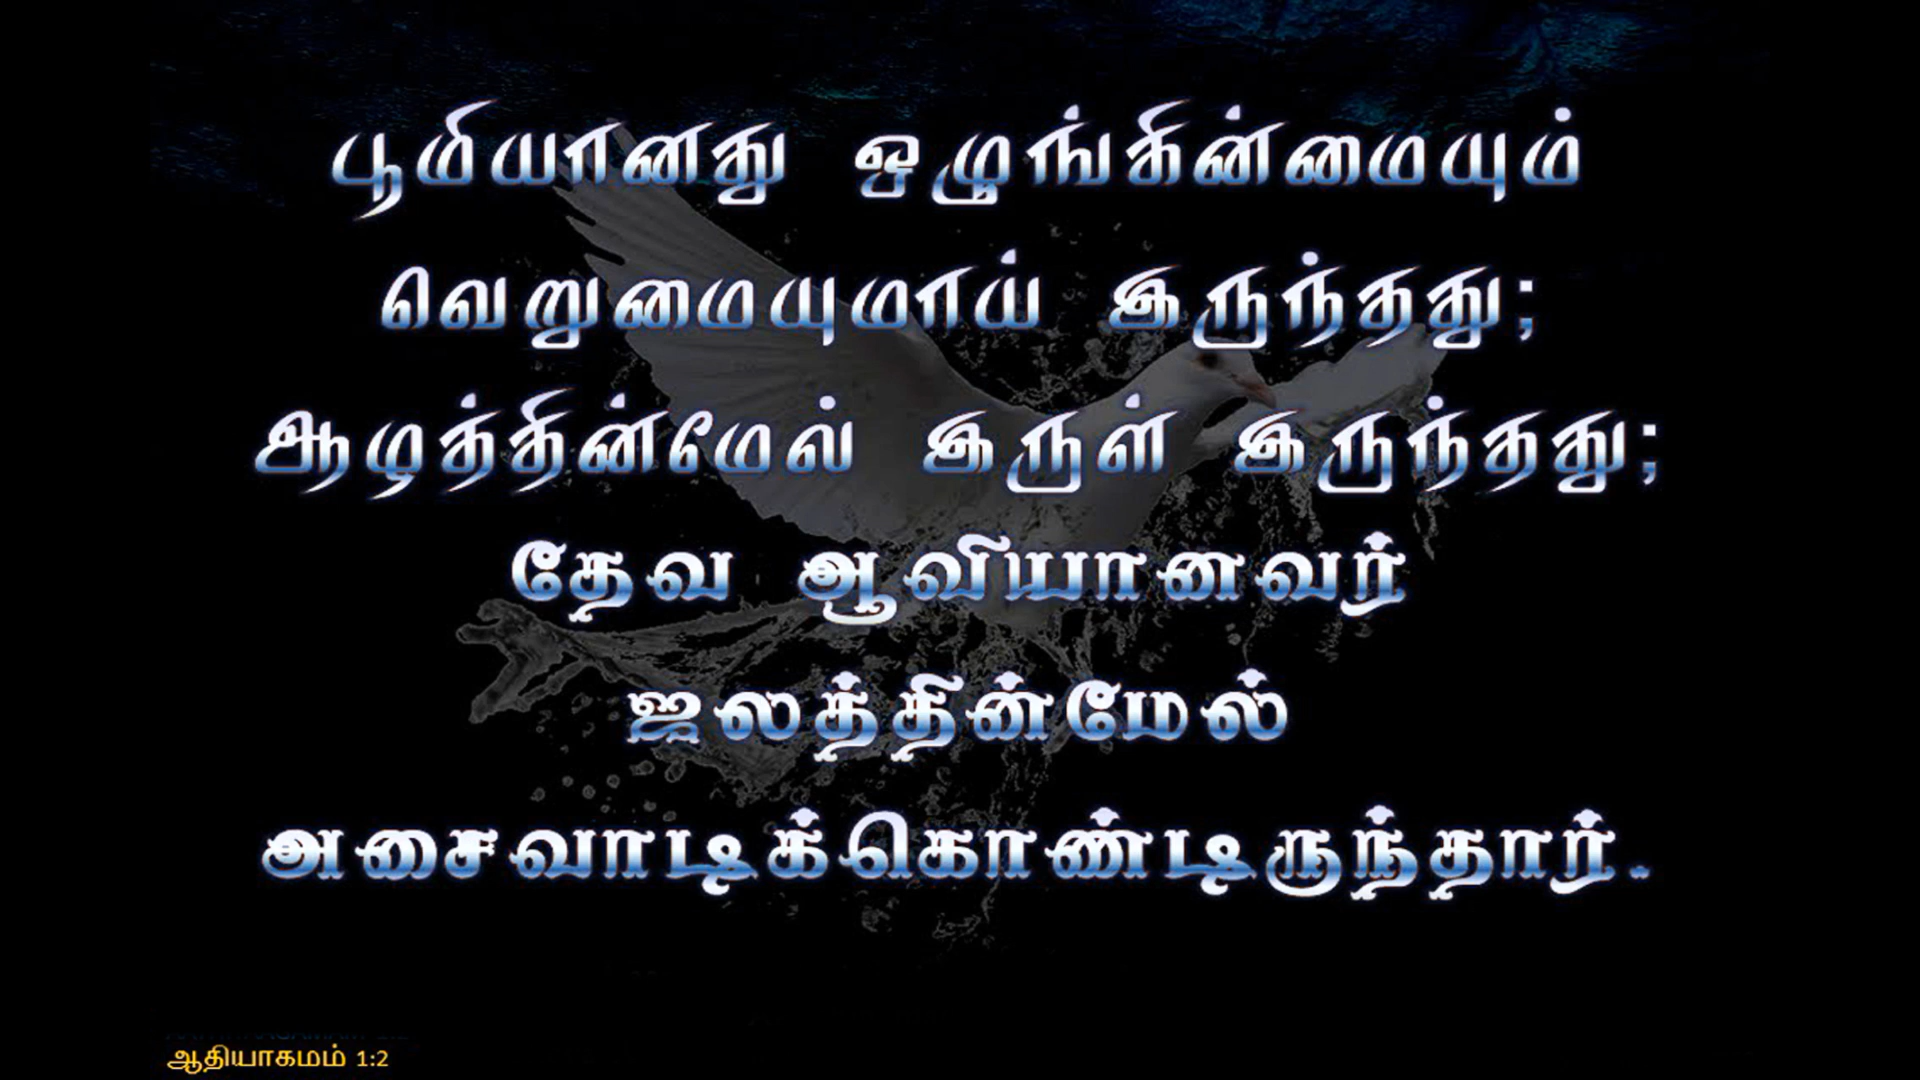 பூமியானது ஒழுங்கின்மையும்
வெறுமையுமாய் இருந்தது;
ஆழத்தின்மேல் இருள் இருந்தது;
தேவ ஆவியானவர்
ஜலத்தின்மேல்
அசைவாடிக்கொண்டிருந்தார்.
ஆதியாகமம் 1:2